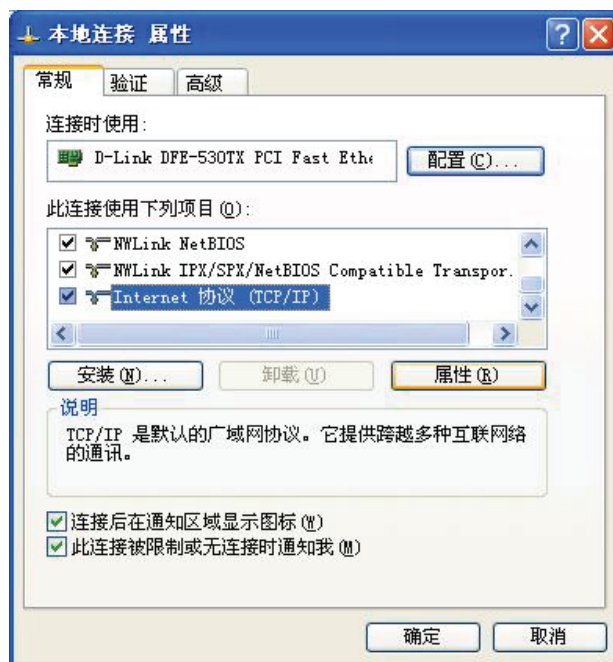 本地连接 属性
常规 验证 高级
连接时使用:
D-Link DFE-530TX PCI Fast Ethe
配置(C)...
此连接使用下列项目(O):
NWLink NetBIOS
NWLink IPX/SPX/NetBIOS Compatible Transpor.
Internet 协议 (TCP/IP)
安装(N)... 卸载(U) 属性(R)
说明
TCP/IP 是默认的广域网协议。它提供跨越多种互联网络
的通讯。
连接后在通知区域显示图标(W)
此连接被限制或无连接时通知我(M)
确定 取消